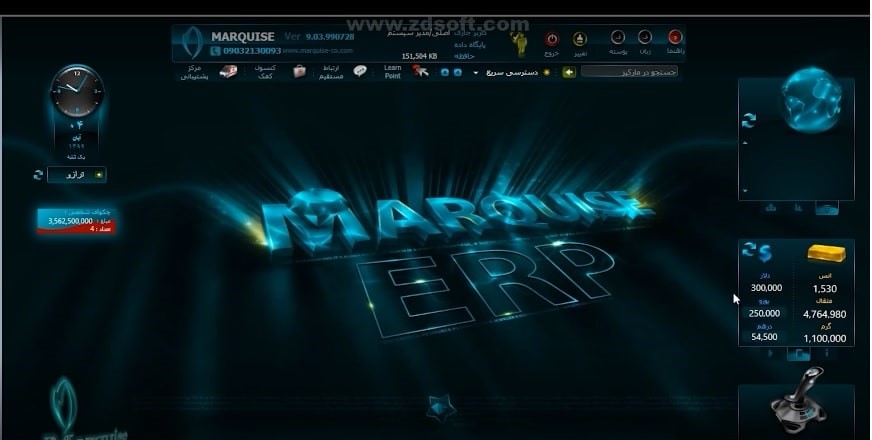 www.zdsoft.com
MARQUISE Ver 9.03.990728
09032130093 www.marquise-co.com
کاربر جاری اصلی/مدیر سیستم
پایگاه داده
حافظه 151,504 KB
خروج
تغییر
پوسته
زبان
راهنما
مرکز پشتیبانی
کنسول کمک
ارتباط مستقیم
Learn Point
دسترسی سریع
جستجو در مارکیز
۰۴
آبان
۱۳۹۹
یک شنبه
ترازو
مبلغ : 3,562,500,000
تعداد : 4
MARQUISE
ERP
دلار
300,000
یورو
250,000
درهم
54,500
انس
1,530
مثقال
4,764,980
گرم
1,100,000